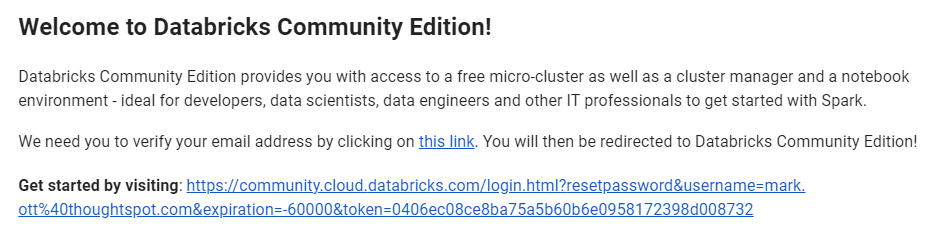 Welcome to Databricks Community Edition!
Databricks Community Edition provides you with access to a free micro-cluster as well as a cluster manager and a notebook
environment - ideal for developers, data scientists, data engineers and other IT professionals to get started with Spark.
We need you to verify your email address by clicking on this link. You will then be redirected to Databricks Community Edition!
Get started by visiting: https://community.cloud.databricks.com/login.html?resetpassword&username=mark.
ott%40thoughtspot.com&expiration=-60000&token=0406ec08ce8ba75a5b60b6e0958172398d008732